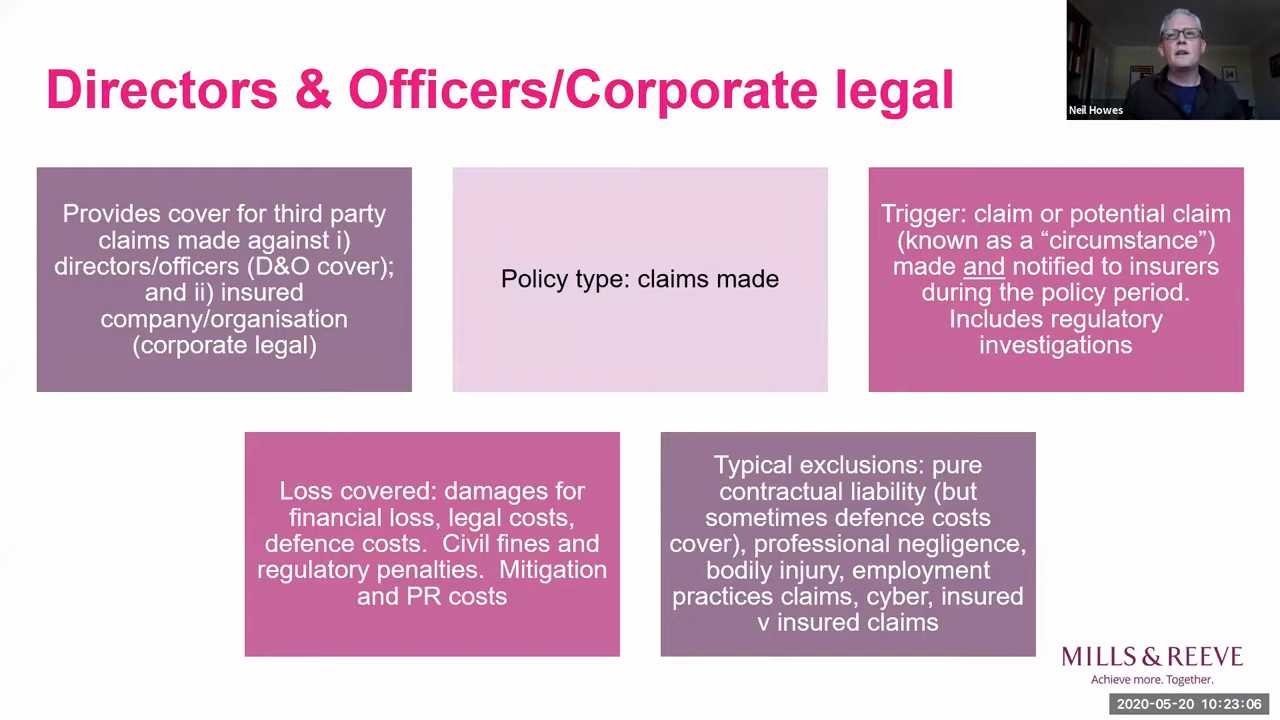 Directors & Officers/Corporate legal
Neil Howes
Provides cover for third party
claims made against i)
directors/officers (D&O cover);
and ii) insured
company/organisation
(corporate legal)
Policy type: claims made
Trigger: claim or potential claim
(known as a “circumstance”)
made and notified to insurers
during the policy period.
Includes regulatory
investigations
Loss covered: damages for
financial loss, legal costs,
defence costs.  Civil fines and
regulatory penalties.  Mitigation
and PR costs
Typical exclusions: pure
contractual liability (but
sometimes defence costs
cover), professional negligence,
bodily injury, employment
practices claims, cyber, insured
v insured claims
MILLS & REEVE
Achieve more. Together.
2020-05-20 10:23:06